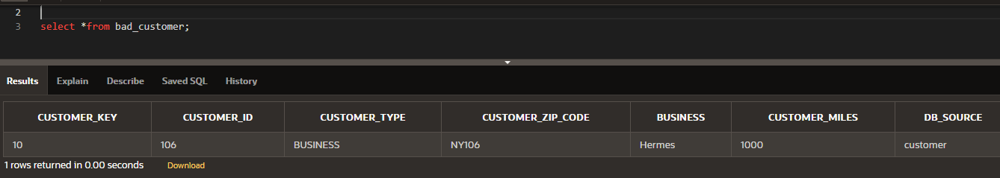 2
3 select *from bad_customer;
Results Explain Describe Saved SQL History
CUSTOMER_KEY CUSTOMER_ID CUSTOMER_TYPE CUSTOMER_ZIP_CODE BUSINESS CUSTOMER_MILES DB_SOURCE
10 106 BUSINESS NY106 Hermes 1000 customer
1 rows returned in 0.00 seconds Download